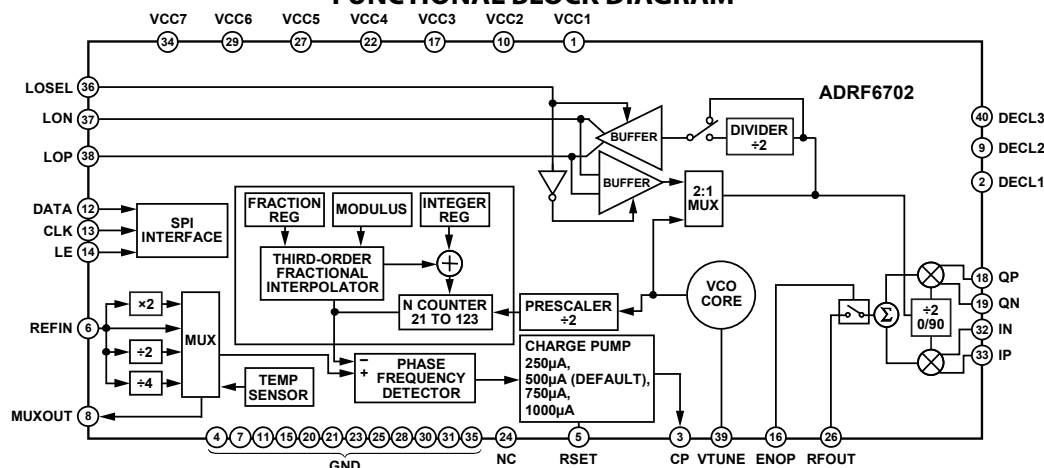 FUNCTIONAL BLOCK DIAGRAM
VCC7 VCC6 VCC5 VCC4 VCC3 VCC2 VCC1
34 29 27 22 17 10 1
LOSEL 36
LON 37
LOP 38
DATA 12
CLK 13
LE 14
REFIN 6
MUXOUT 8
ADRF6702
40 DECL3
9 DECL2
2 DECL1
18 QP
19 QN
32 IN
33 IP
BUFFER
DIVIDER
÷2
BUFFER
2:1
MUX
SPI
INTERFACE
FRACTION
REG
MODULUS
INTEGER
REG
THIRD-ORDER
FRACTIONAL
INTERPOLATOR
+
N COUNTER
21 TO 123
PRESCALER
÷2
VCO
CORE
Σ
÷2
0/90
×2
÷2
÷4
MUX
TEMP
SENSOR
–
+
PHASE
FREQUENCY
DETECTOR
CHARGE PUMP
250µA,
500µA (DEFAULT),
750µA,
1000µA
4 7 11 15 20 21 23 25 28 30 31 35 24 5 3 39 16 26
GND NC RSET CP VTUNE ENOP RFOUT